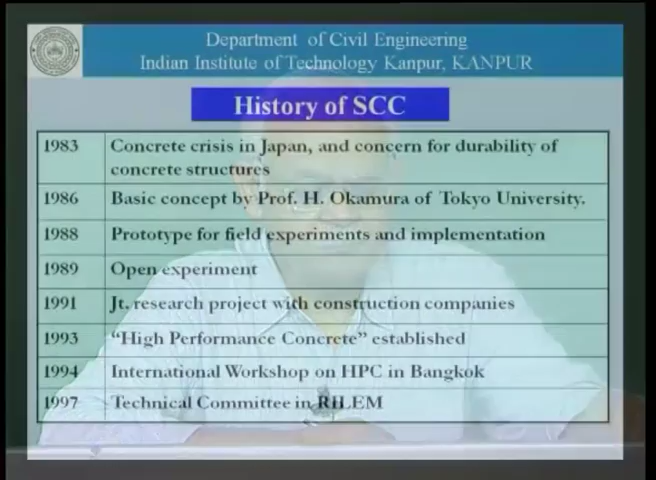 Department of Civil Engineering
Indian Institute of Technology Kanpur, KANPUR
History of SCC
1983 Concrete crisis in Japan, and concern for durability of
concrete structures
1986 Basic concept by Prof. H. Okamura of Tokyo University.
1988 Prototype for field experiments and implementation
1989 Open experiment
1991 Jt. research project with construction companies
1993 “High Performance Concrete” established
1994 International Workshop on HPC in Bangkok
1997 Technical Committee in RILEM